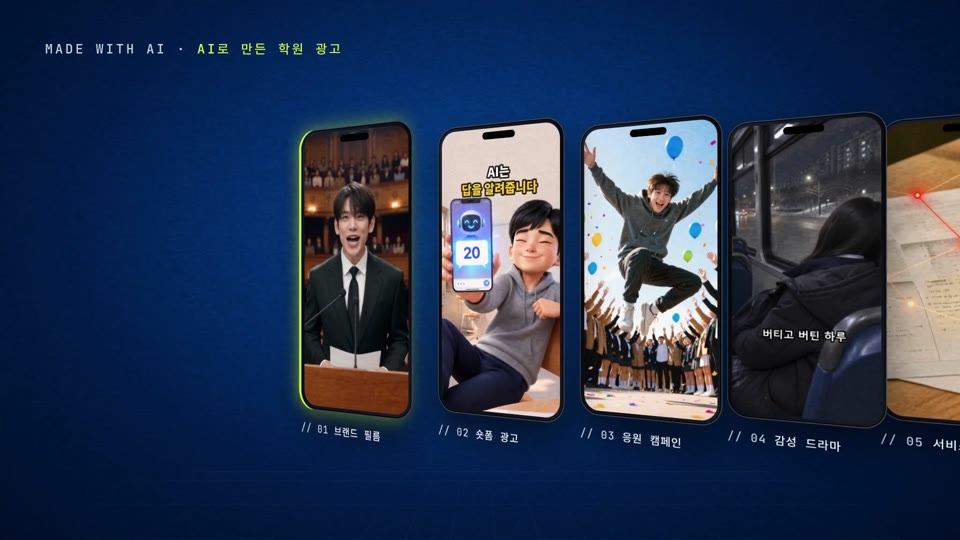 MADE WITH AI · AI로 만든 학원 광고
AI는
답을 알려줍니다
20
버티고 버틴 하루
// 01 브랜드 필름
// 02 숏폼 광고
// 03 응원 캠페인
// 04 감성 드라마
// 05